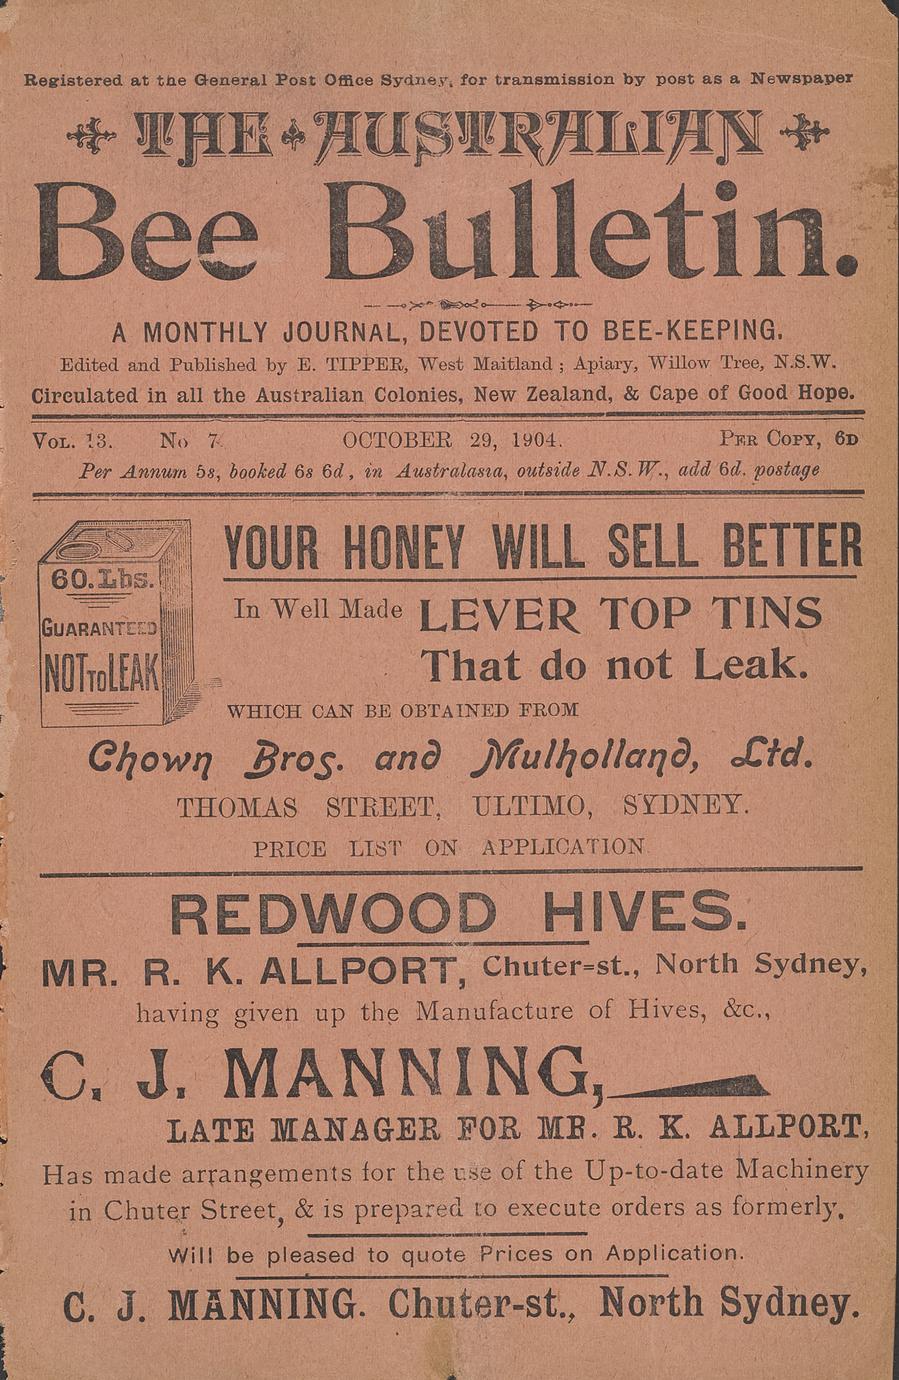 Registered at the General Post Office Sydney, for transmission by post as a Newspaper
THE AUSTRALIAN
Bee Bulletin.
A MONTHLY JOURNAL, DEVOTED TO BEE-KEEPING.
Edited and Published by E. TIPPER, West Maitland; Apiary, Willow Tree, N.S.W.
Circulated in all the Australian Colonies, New Zealand, & Cape of Good Hope.
VOL. 13. No 7. OCTOBER 29, 1904. PER COPY, 6D
Per Annum 5s, booked 6s 6d, in Australasia, outside N.S.W., add 6d. postage
60. Lbs.
GUARANTEED
NOT TO LEAK
YOUR HONEY WILL SELL BETTER
In Well Made LEVER TOP TINS
That do not Leak.
WHICH CAN BE OBTAINED FROM
Chown Bros. and Mulholland, Ltd.
THOMAS STREET, ULTIMO, SYDNEY.
PRICE LIST ON APPLICATION
REDWOOD HIVES.
MR. R. K. ALLPORT, Chuter=st., North Sydney,
having given up the Manufacture of Hives, &c.,
C. J. MANNING,
LATE MANAGER FOR MR. R. K. ALLPORT,
Has made arrangements for the use of the Up-to-date Machinery
in Chuter Street, & is prepared to execute orders as formerly.
Will be pleased to quote Prices on Application.
C. J. MANNING. Chuter-st., North Sydney.